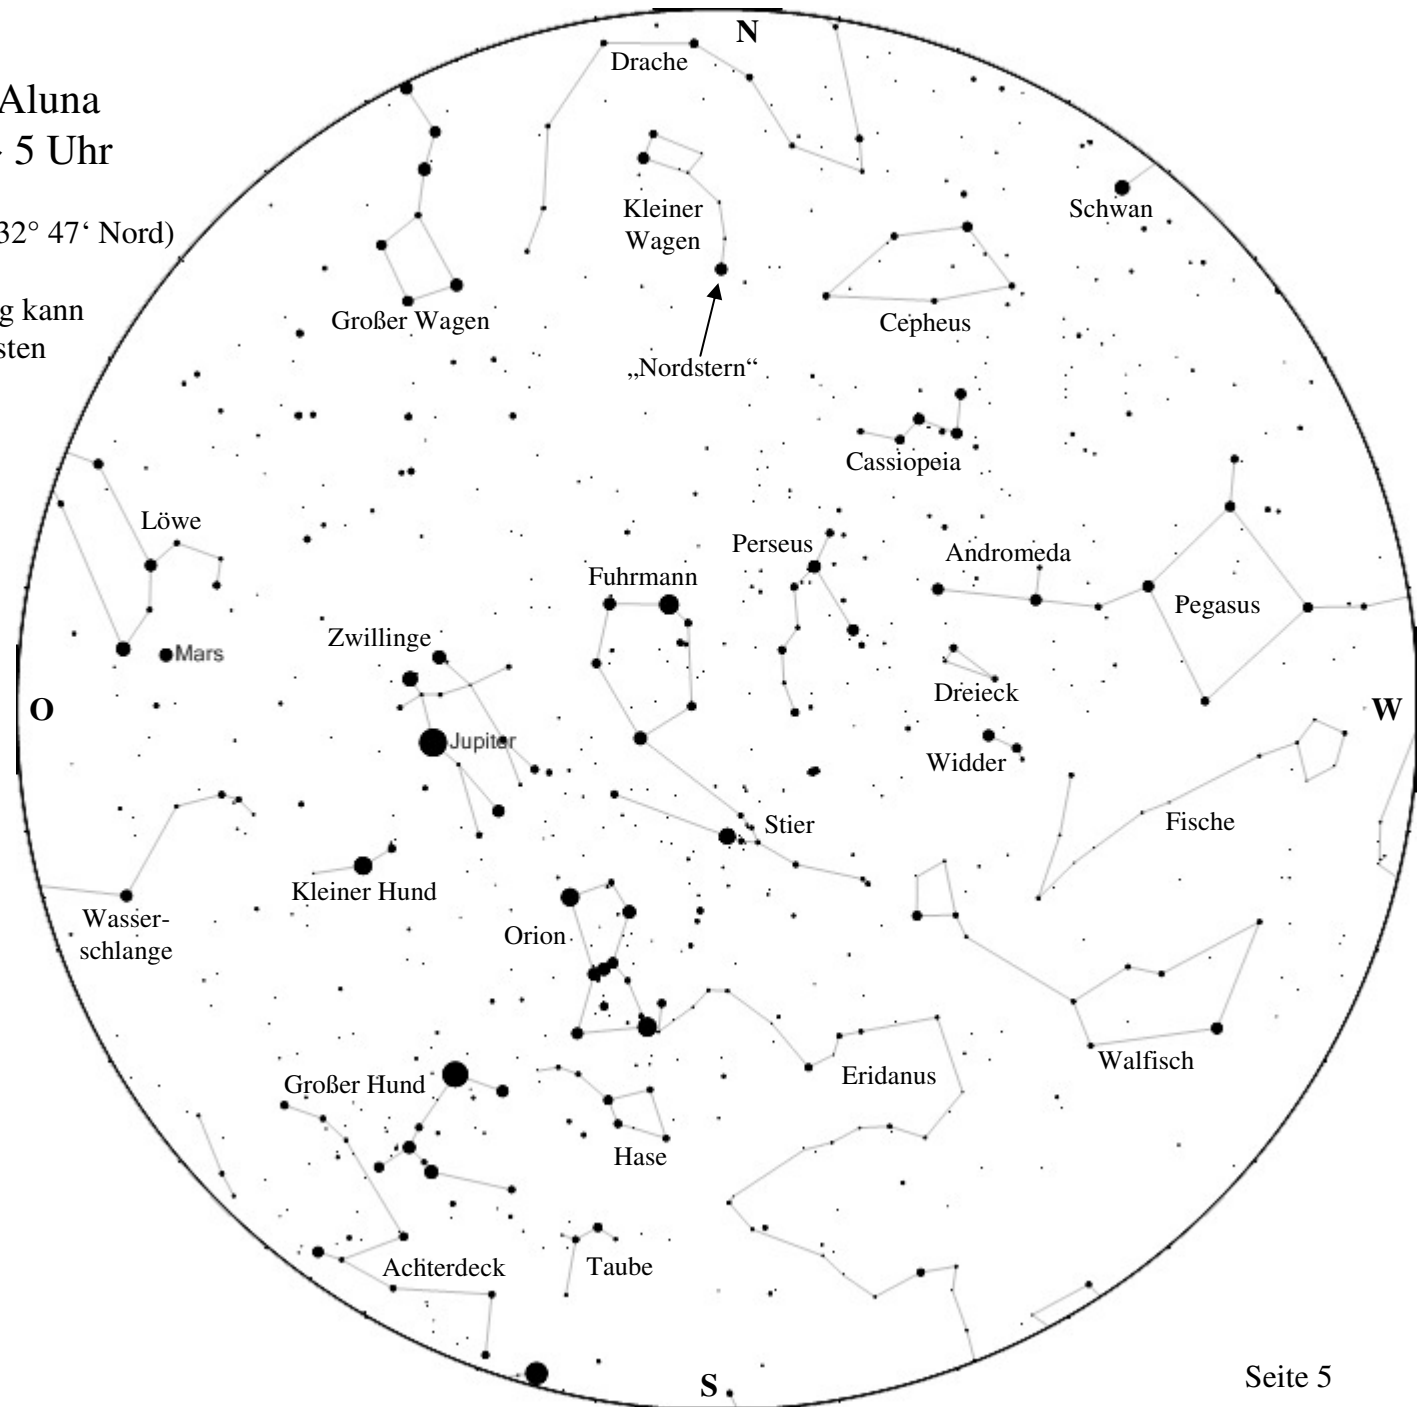 Aluna
5 Uhr
32° 47‘ Nord)
kann
N
Drache
Schwan
Kleiner
Wagen
Großer Wagen
Cepheus
„Nordstern“
Cassiopeia
Löwe
Perseus
Andromeda
Fuhrmann
Pegasus
Zwillinge
Mars
Dreieck
O
W
Jupiter
Widder
Stier
Fische
Kleiner Hund
Wasser-
schlange
Orion
Walfisch
Großer Hund
Eridanus
Hase
Achterdeck
Taube
S
Seite 5